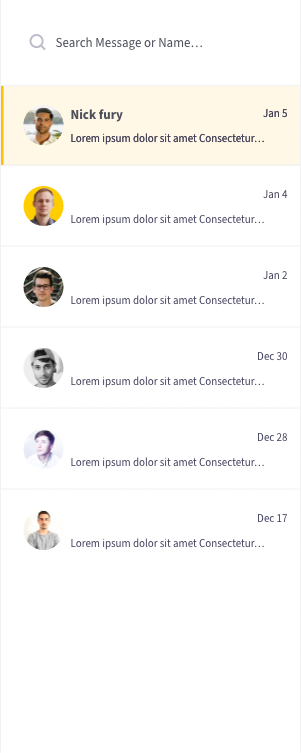 Search Message or Name...
Nick fury
Jan 5
Lorem ipsum dolor sit amet Consectetur...
Jan 4
Lorem ipsum dolor sit amet Consectetur...
Jan 2
Lorem ipsum dolor sit amet Consectetur...
Dec 30
Lorem ipsum dolor sit amet Consectetur...
Dec 28
Lorem ipsum dolor sit amet Consectetur...
Dec 17
Lorem ipsum dolor sit amet Consectetur...